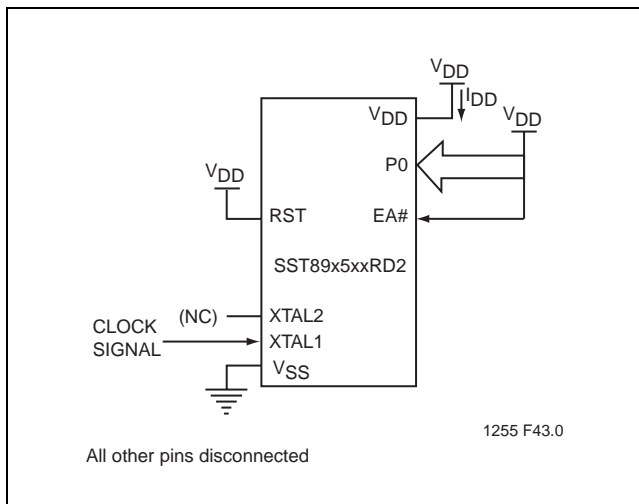 VDD
IDD
VDD
VDD
P0
VDD
RST
EA#
SST89x5xxRD2
(NC)
XTAL2
CLOCK
SIGNAL
XTAL1
VSS
1255 F43.0
All other pins disconnected